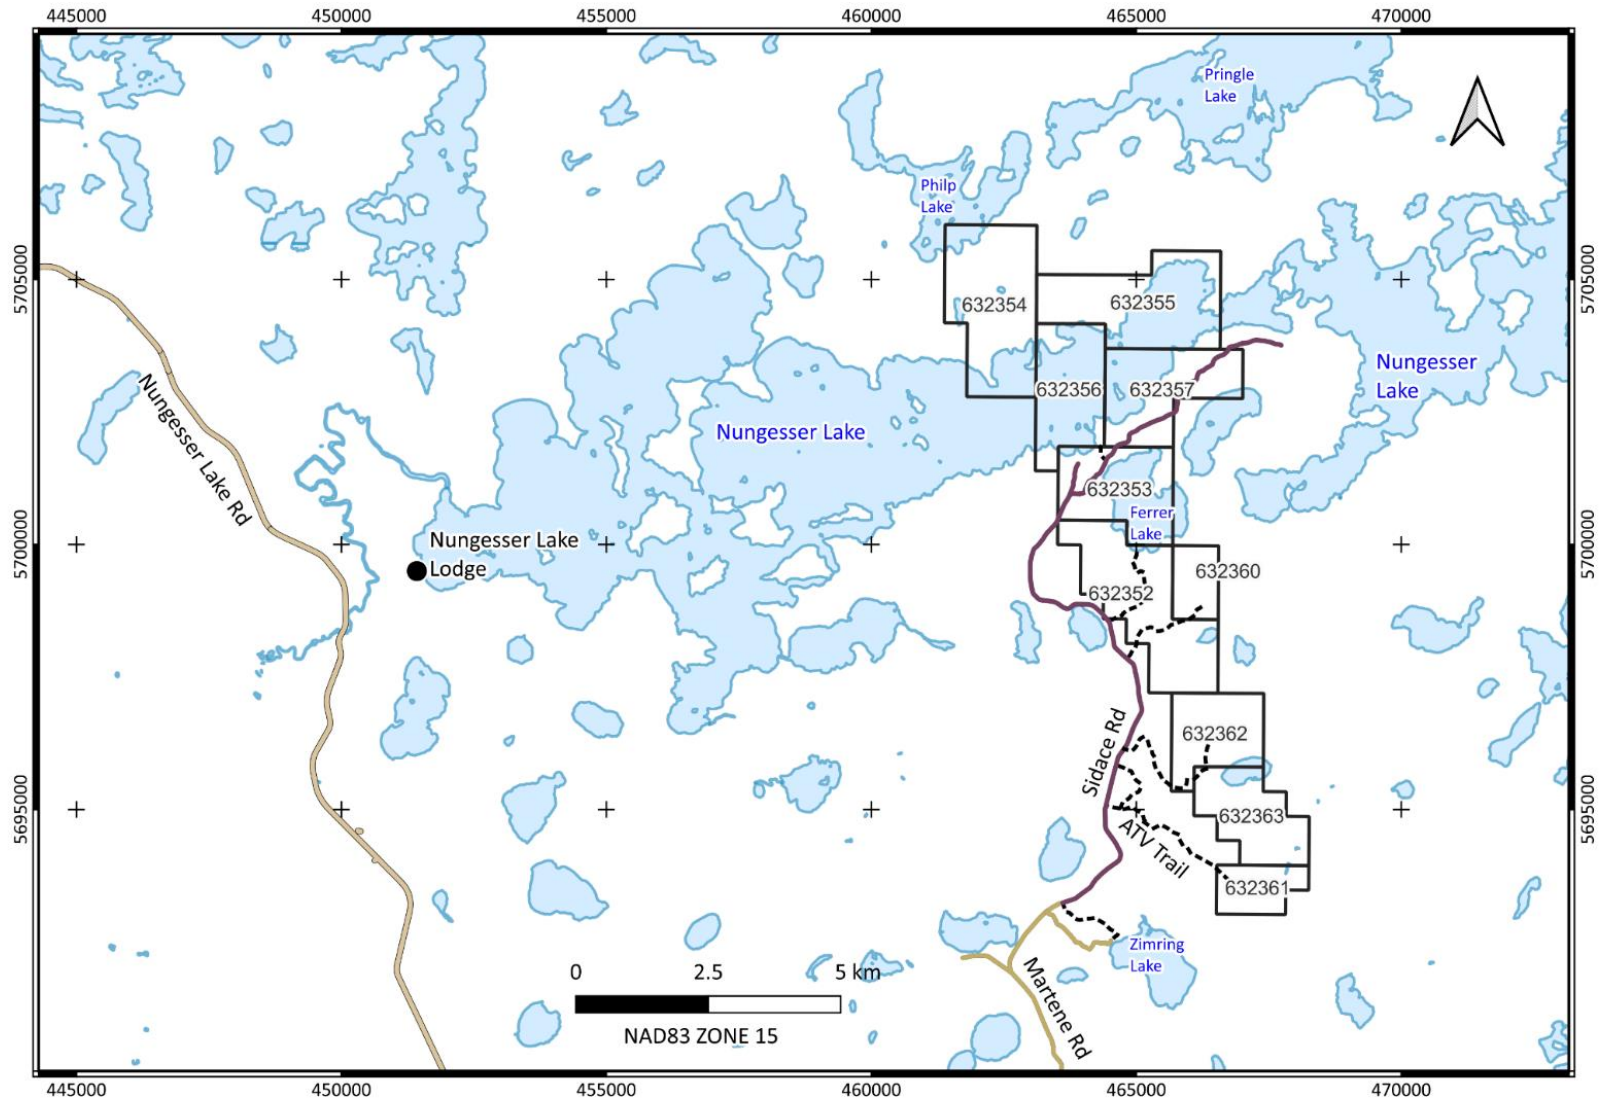 445000 450000 455000 460000 465000 470000
Pringle
Lake
Philp
Lake
5705000
5705000
632354
632355
Nungesser
Lake
632356
632357
Nungesser Lake Rd
Nungesser Lake
632353
Ferrer
Lake
5700000
5700000
Nungesser Lake
Lodge
632360
632352
Sidace Rd
632362
5695000
5695000
632363
ATV Trail
632361
Zimring
Lake
Martene Rd
0 2.5 5 km
NAD83 ZONE 15
445000 450000 455000 460000 465000 470000